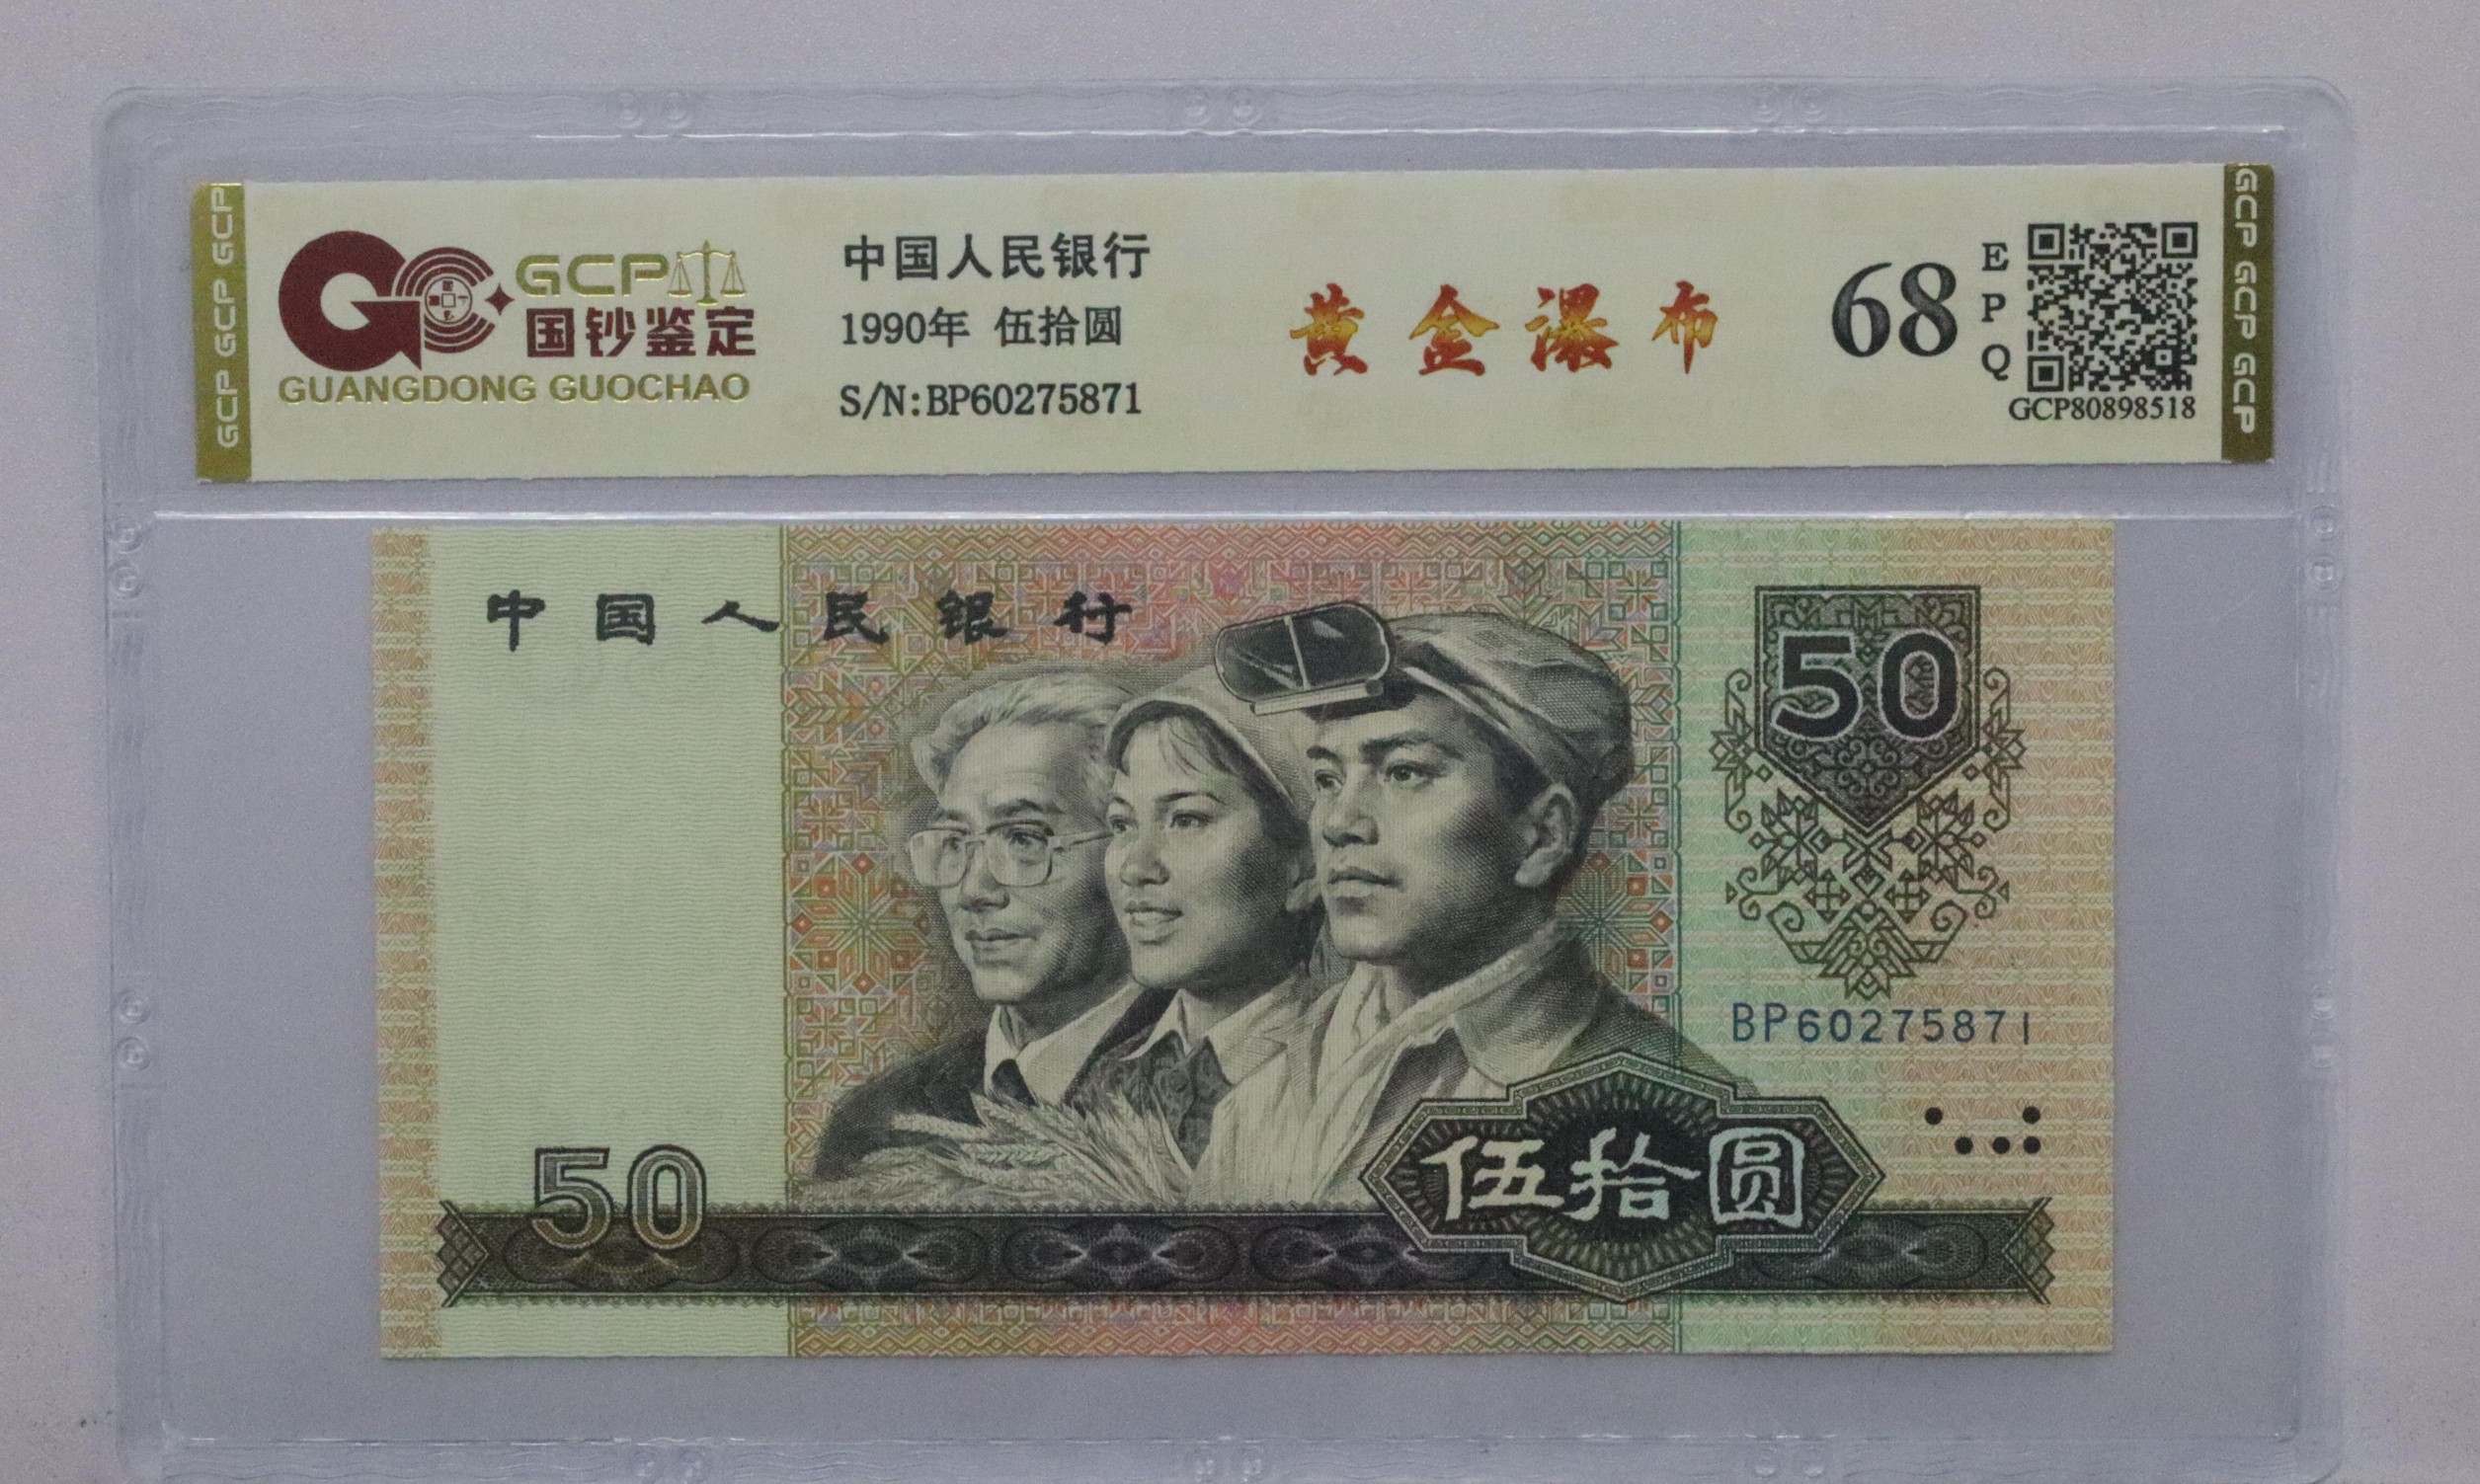 GCP GCP GCP
GCP
国钞鉴定
GUANGDONG GUOCHAO
中国人民银行
1990年 伍拾圆
S/N:BP60275871
黄金瀑布
68
E
P
Q
GCP80898518
GCP GCP GCP
中国人民银行
50
BP60275871
50
伍拾圆